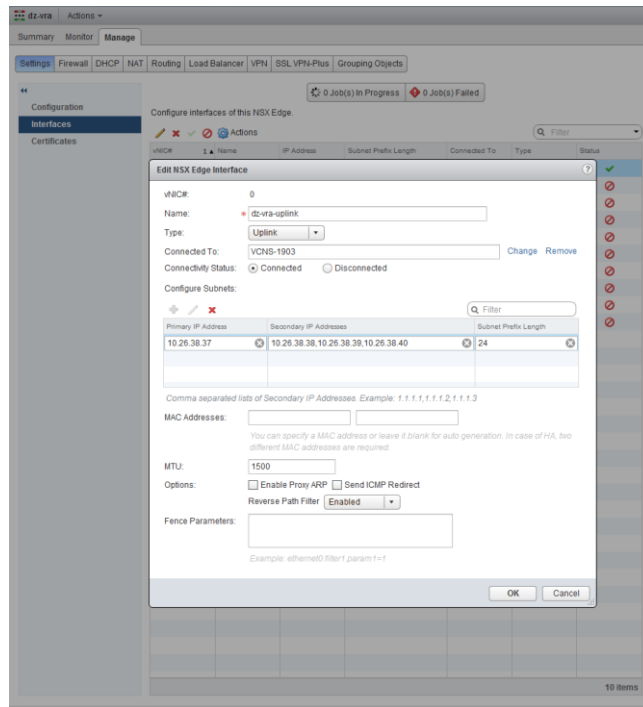 dz-vra Actions
Summary Monitor Manage
Settings Firewall DHCP NAT Routing Load Balancer VPN SSL VPN-Plus Grouping Objects
0 Job(s) In Progress 0 Job(s) Failed
Configuration
Interfaces
Certificates
Configure interfaces of this NSX Edge.
Actions Filter
vNIC# 1 Name IP Address Subnet Prefix Length Connected To Type Status
Edit NSX Edge Interface ?
vNIC#: 0
Name: * dz-vra-uplink
Type: Uplink
Connected To: VCNS-1903 Change Remove
Connectivity Status: Connected Disconnected
Configure Subnets:
Filter
Primary IP Address Secondary IP Addresses Subnet Prefix Length
10.26.38.37 10.26.38.38,10.26.38.39,10.26.38.40 24
Comma separated lists of Secondary IP Addresses. Example: 1.1.1.1,1.1.1.2,1.1.1.3
MAC Addresses:
You can specify a MAC address or leave it blank for auto generation. In case of HA, two
different MAC addresses are required.
MTU: 1500
Options: Enable Proxy ARP Send ICMP Redirect
Reverse Path Filter Enabled
Fence Parameters:
Example: ethernet0.filter1.param1=1
OK Cancel
10 items